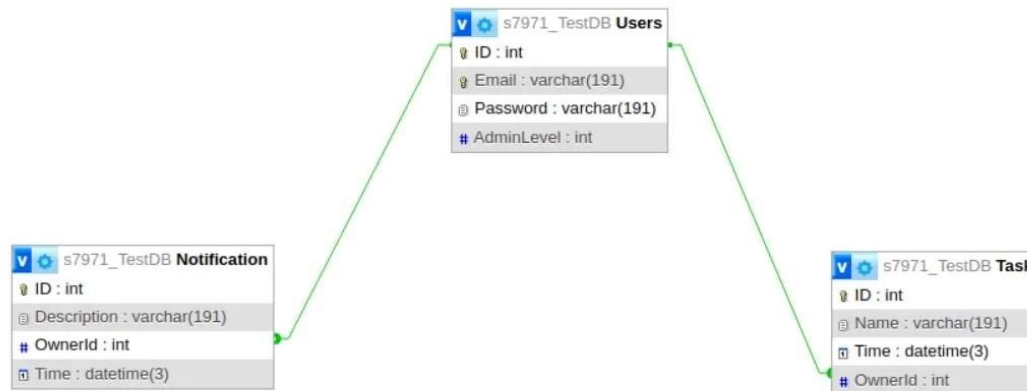 v s7971_TestDB Users
ID : int
Email : varchar(191)
Password : varchar(191)
# AdminLevel : int
v s7971_TestDB Notification
ID : int
Description : varchar(191)
# OwnerId : int
Time : datetime(3)
v s7971_TestDB
ID : int
Name : varchar(191)
Time : datetime(3)
# OwnerId : int